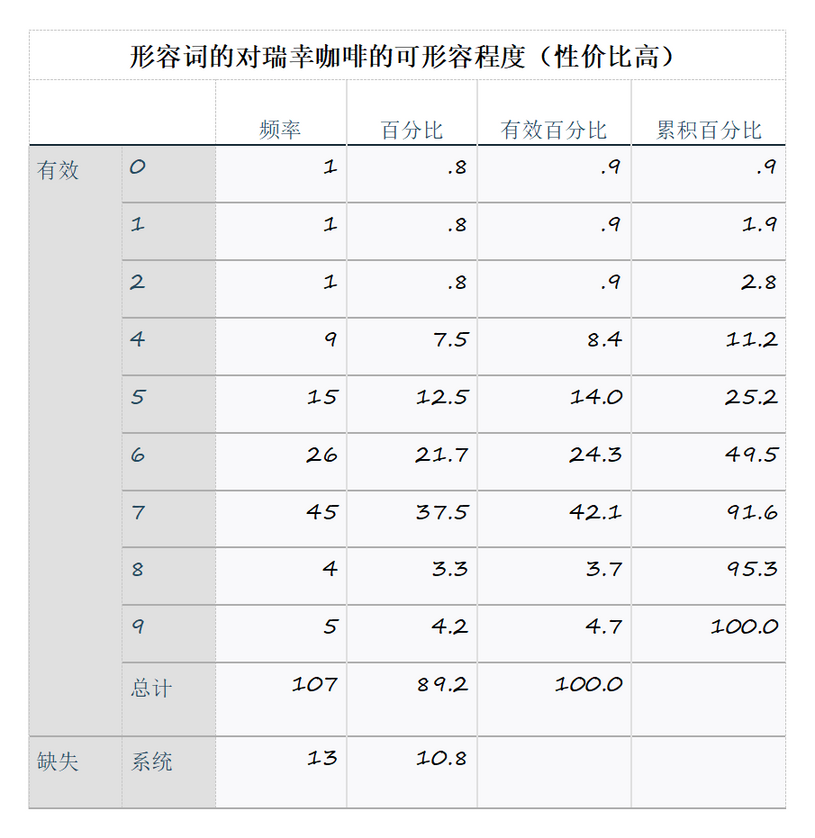 形容词的对瑞幸咖啡的可形容程度（性价比高）
频率 百分比 有效百分比 累积百分比
有效 0 1 .8 .9 .9
1 1 .8 .9 1.9
2 1 .8 .9 2.8
4 9 7.5 8.4 11.2
5 15 12.5 14.0 25.2
6 26 21.7 24.3 49.5
7 45 37.5 42.1 91.6
8 4 3.3 3.7 95.3
9 5 4.2 4.7 100.0
总计 107 89.2 100.0
缺失 系统 13 10.8